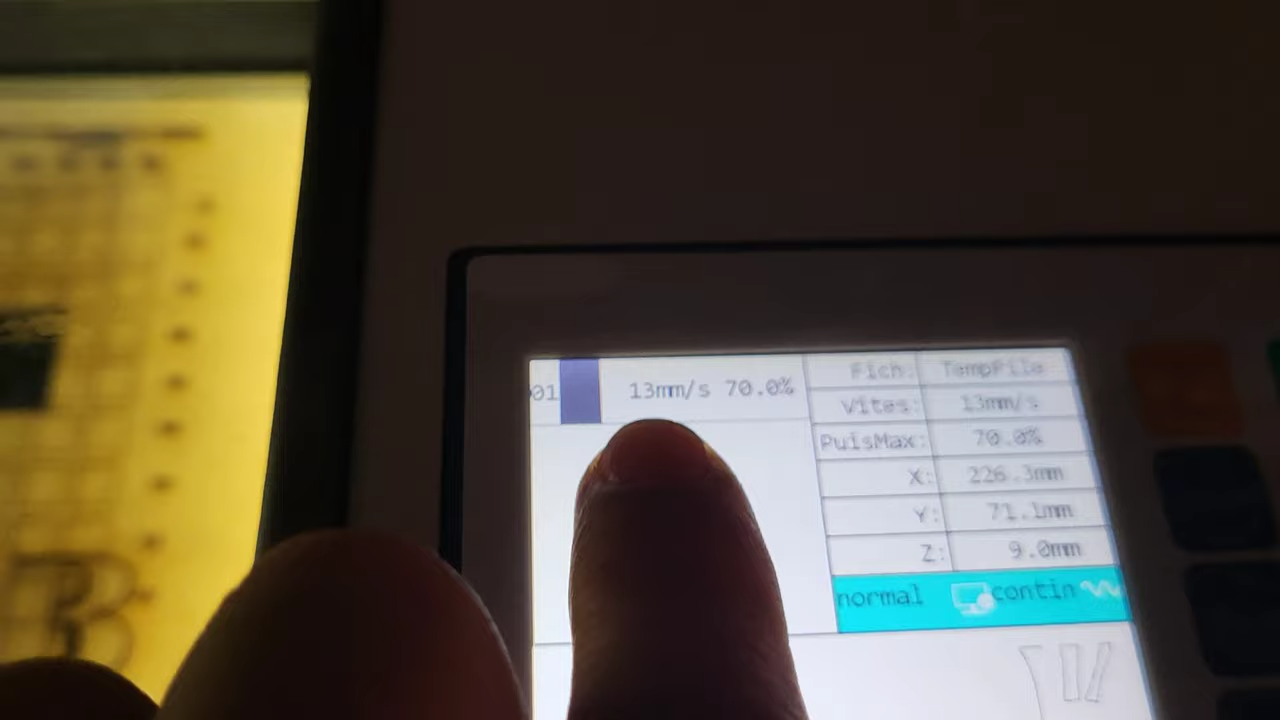 01 13mm/s 70.0%
Fich: TempFile
Vites: 13mm/s
PuisMax: 70.0%
X: 226.3mm
Y: 71.1mm
Z: 9.0mm
normal contin
B